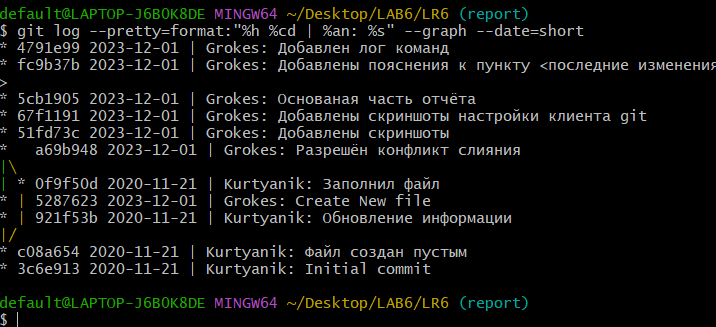 default@LAPTOP-J6B0K8DE MINGW64 ~/Desktop/LAB6/LR6 (report)
$ git log --pretty=format:"%h %cd | %an: %s" --graph --date=short
* 4791e99 2023-12-01 | Grokes: Добавлен лог команд
* fc9b37b 2023-12-01 | Grokes: Добавлены пояснения к пункту <последние изменения
>
* 5cb1905 2023-12-01 | Grokes: Основаная часть отчёта
* 67f1191 2023-12-01 | Grokes: Добавлены скриншоты настройки клиента git
* 51fd73c 2023-12-01 | Grokes: Добавлены скриншоты
*   a69b948 2023-12-01 | Grokes: Разрешён конфликт слияния
|\
| * 0f9f50d 2020-11-21 | Kurtyanik: Заполнил файл
* | 5287623 2023-12-01 | Grokes: Create New file
* | 921f53b 2020-11-21 | Kurtyanik: Обновление информации
|/
* c08a654 2020-11-21 | Kurtyanik: Файл создан пустым
* 3c6e913 2020-11-21 | Kurtyanik: Initial commit
default@LAPTOP-J6B0K8DE MINGW64 ~/Desktop/LAB6/LR6 (report)
$